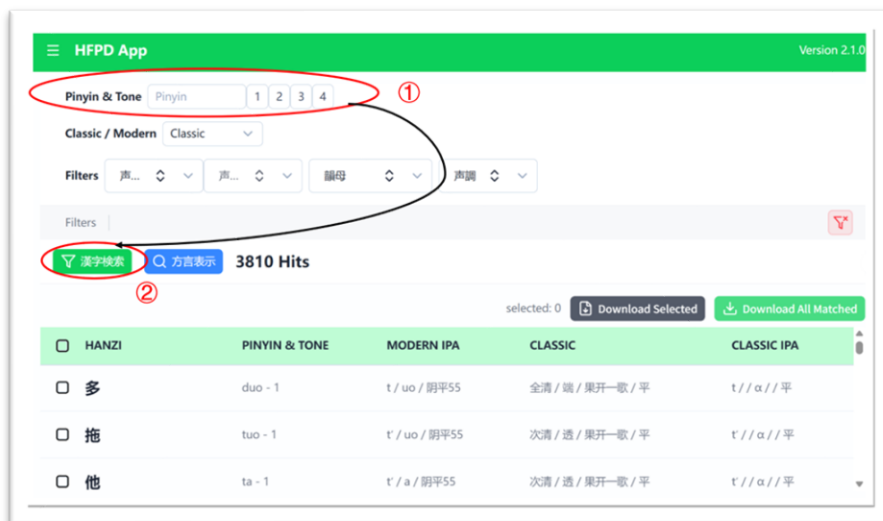 ☰ HFPD App Version 2.1.0
Pinyin & Tone Pinyin 1 2 3 4 ①
Classic / Modern Classic
Filters 声... 声... 韻母 声調
Filters
漢字検索 方言表示 3810 Hits
②
selected: 0 Download Selected Download All Matched
HANZI PINYIN & TONE MODERN IPA CLASSIC CLASSIC IPA
多 duo - 1 t / uo / 阴平55 全清 / 端 / 果开一歌 / 平 t / / ɑ / / 平
拖 tuo - 1 t' / uo / 阴平55 次清 / 透 / 果开一歌 / 平 t' / / ɑ / / 平
他 ta - 1 t' / a / 阴平55 次清 / 透 / 果开一歌 / 平 t' / / ɑ / / 平